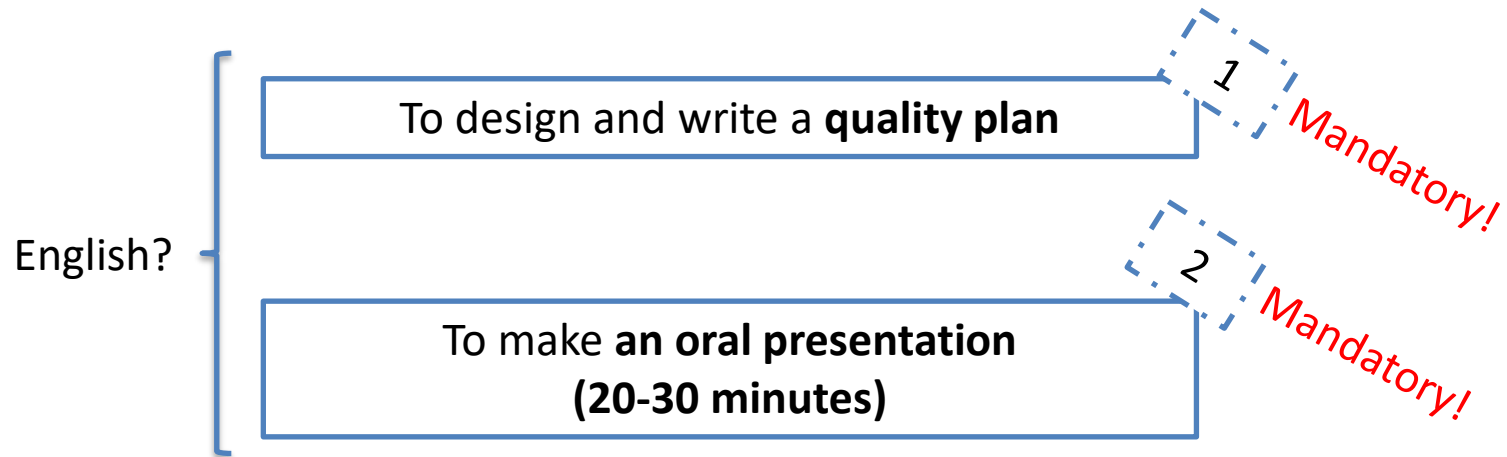 1
To design and write a quality plan
Mandatory!
English?
2
To make an oral presentation
(20-30 minutes)
Mandatory!